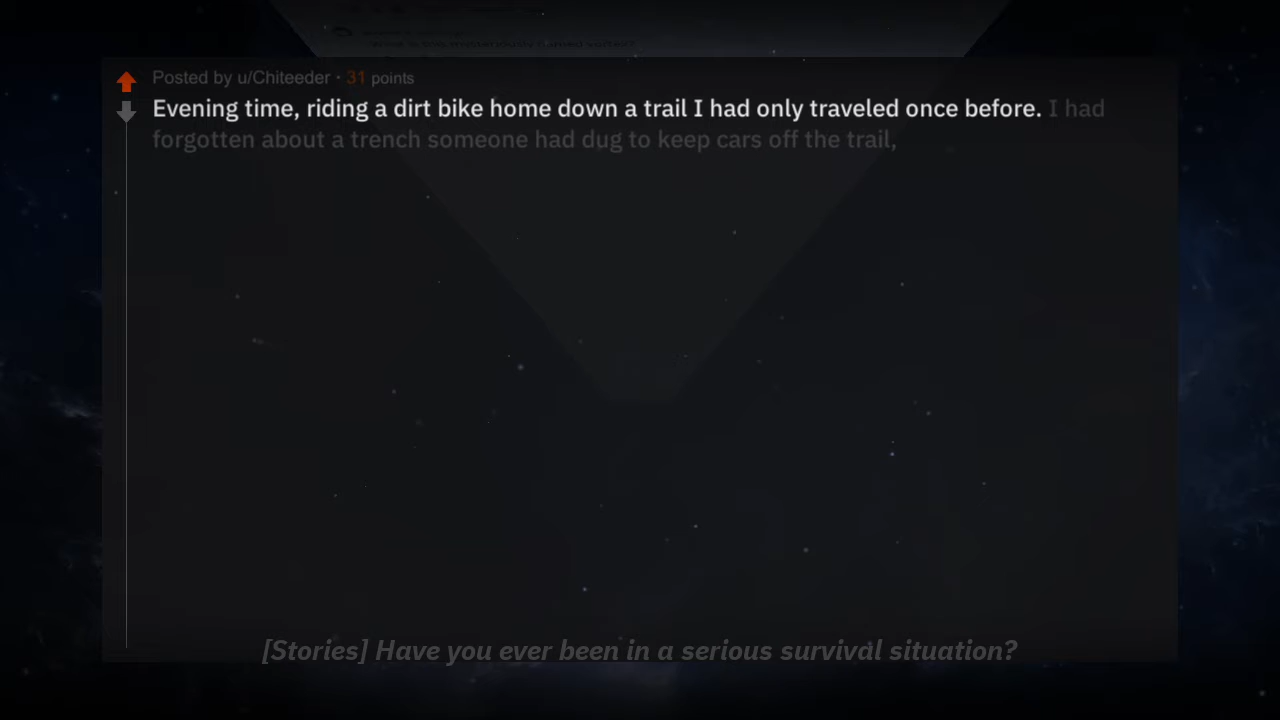 Posted by u/Chiteeder · 31 points
Evening time, riding a dirt bike home down a trail I had only traveled once before. I had
forgotten about a trench someone had dug to keep cars off the trail,
[Stories] Have you ever been in a serious survival situation?